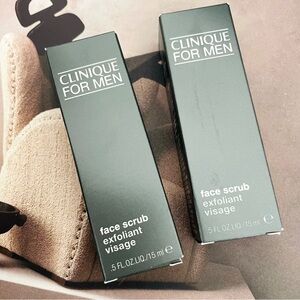 CLINIQUE
FOR MEN
face scrub
exfoliant
visage
.5 FL.OZ.LIQ./15 ml ℮
CLINIQUE
FOR MEN
face scrub
exfoliant
visage
.5 FL.OZ.LIQ./15 ml ℮